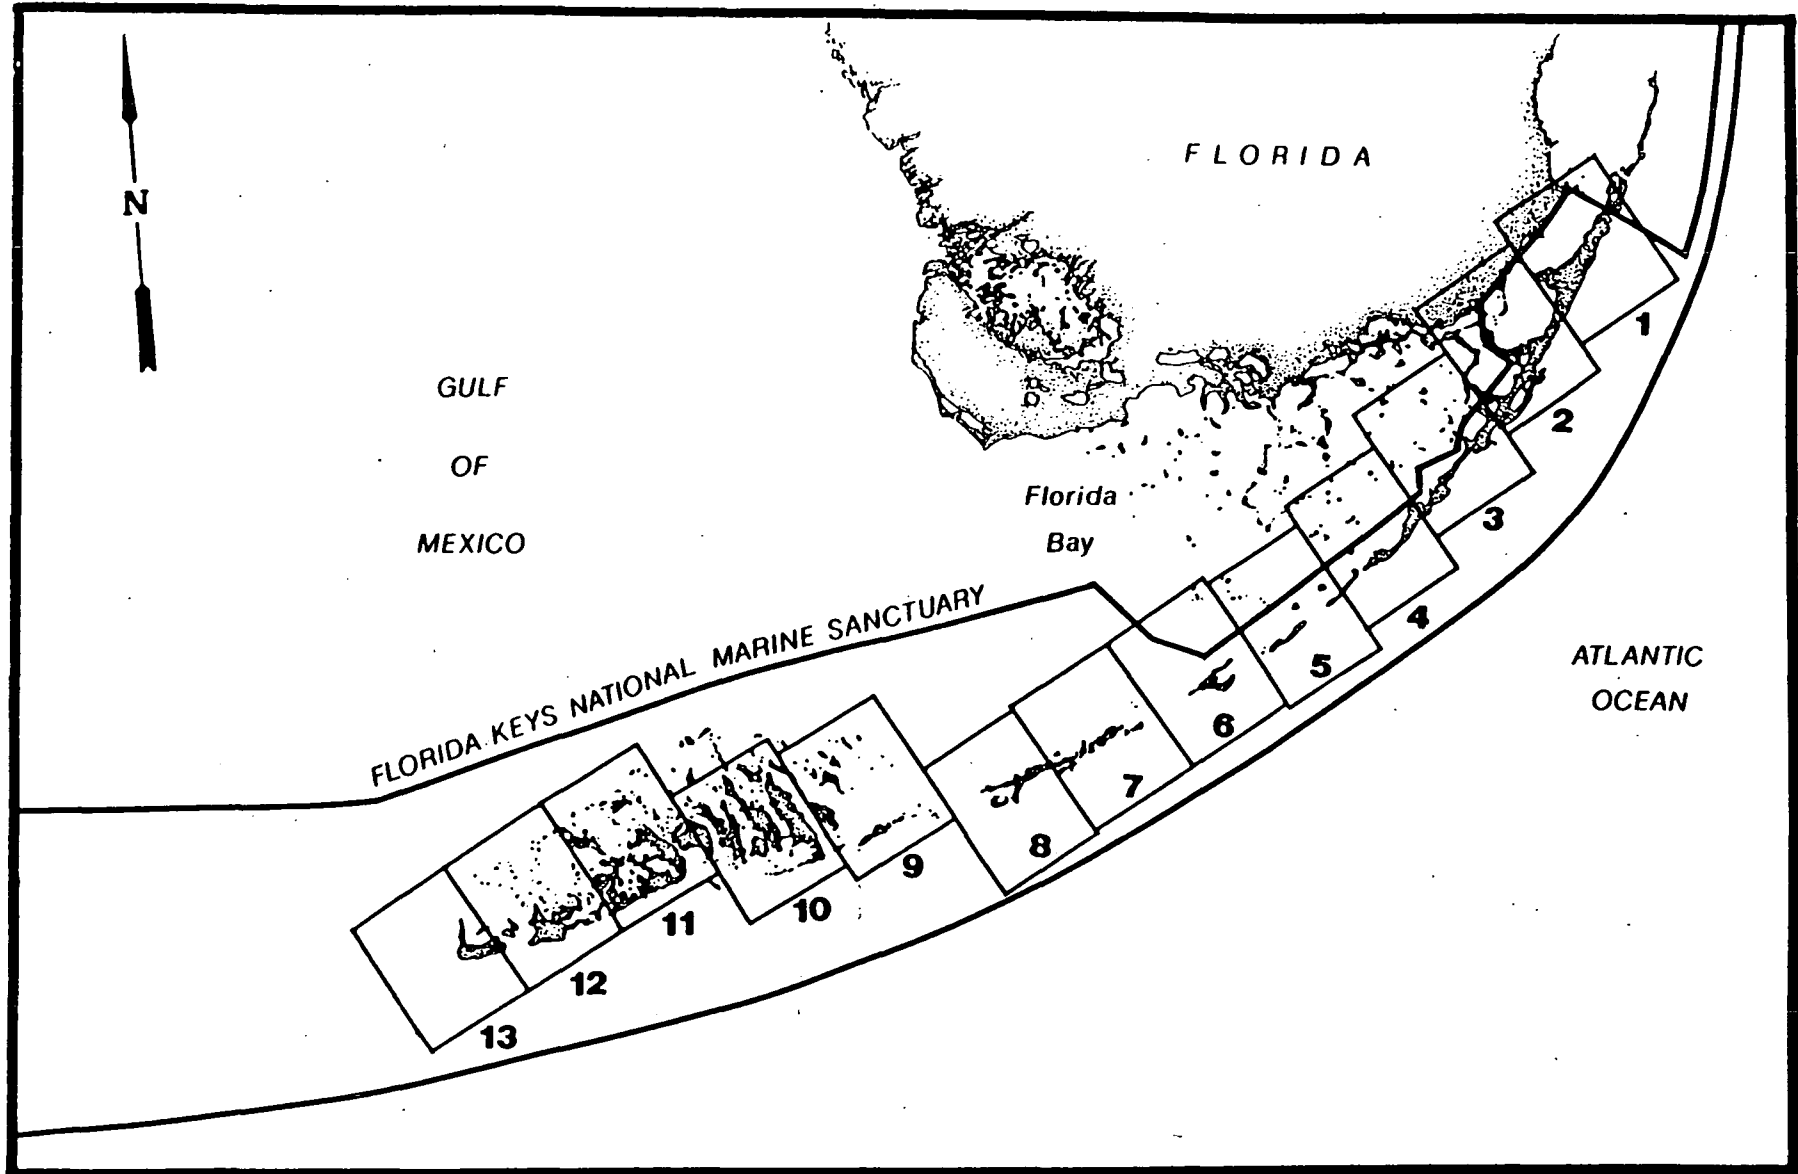 FLORIDA
N
GULF
OF
MEXICO
Florida
Bay
FLORIDA KEYS NATIONAL MARINE SANCTUARY
ATLANTIC
OCEAN
1
2
3
4
5
6
7
8
9
10
11
12
13